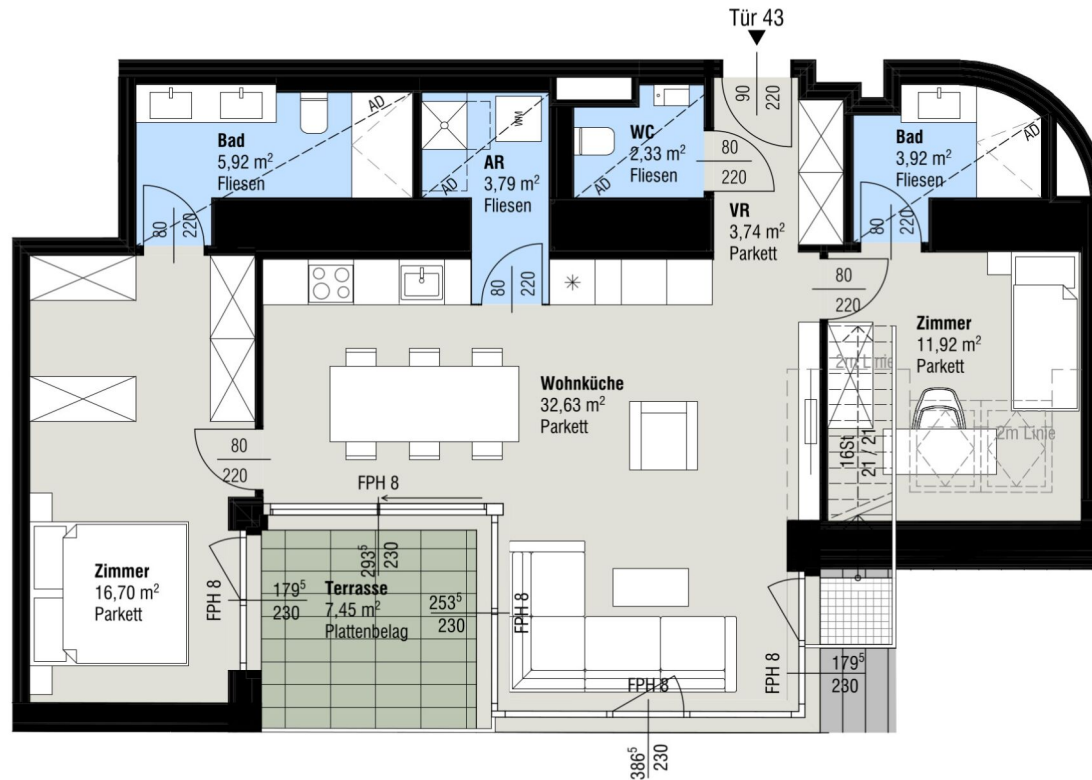 Tür 43
90
220
AD
Bad
5,92 m²
Fliesen
80
220
WM
AR
3,79 m²
Fliesen
AD
80
220
WC
2,33 m²
Fliesen
AD
80
220
VR
3,74 m²
Parkett
Bad
3,92 m²
Fliesen
AD
80
220
80
220
Zimmer
11,92 m²
Parkett
2m Linie
2m Linie
16St
21 / 21
Wohnküche
32,63 m²
Parkett
80
220
FPH 8
293⁵
230
Zimmer
16,70 m²
Parkett
FPH 8
179⁵
230
Terrasse
7,45 m²
Plattenbelag
253⁵
230
FPH 8
FPH 8
FPH 8
179⁵
230
386⁵
230